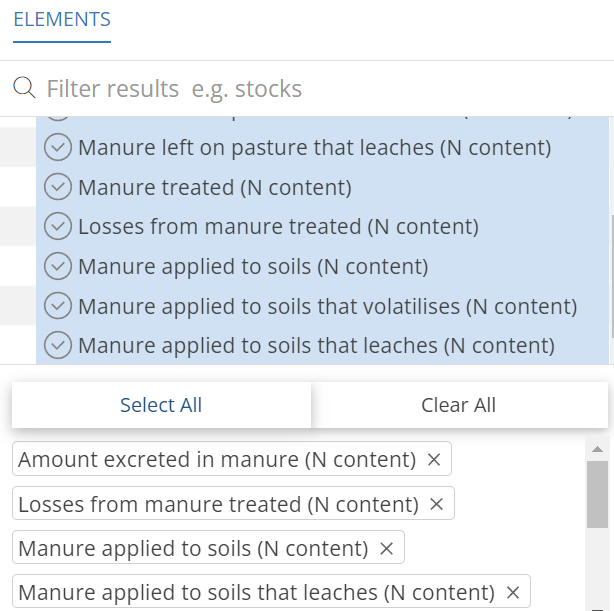 ELEMENTS
Filter results e.g. stocks
Manure left on pasture that leaches (N content)
Manure treated (N content)
Losses from manure treated (N content)
Manure applied to soils (N content)
Manure applied to soils that volatilises (N content)
Manure applied to soils that leaches (N content)
Select All Clear All
Amount excreted in manure (N content) ×
Losses from manure treated (N content) ×
Manure applied to soils (N content) ×
Manure applied to soils that leaches (N content) ×